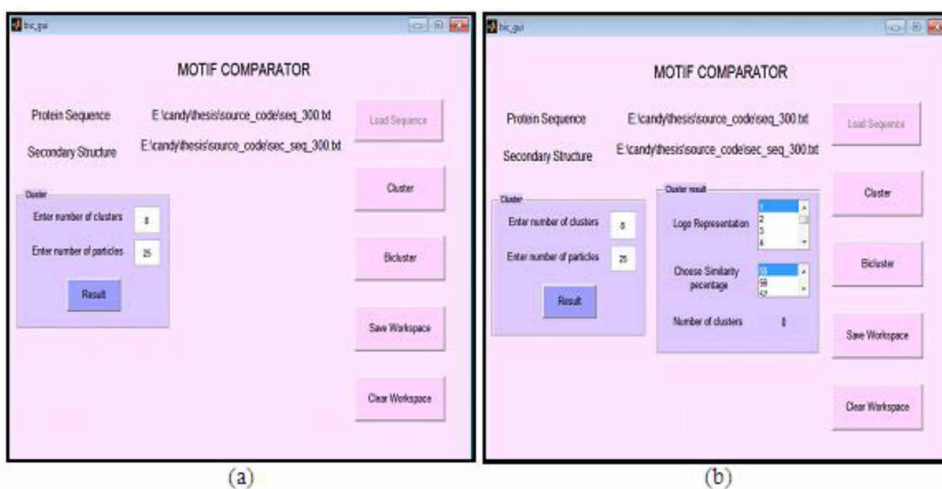 bic_gui
MOTIF COMPARATOR
Protein Sequence E:\candy\thesis\source_code\seq_300.txt
Load Sequence
Secondary Structure E:\candy\thesis\source_code\sec_seq_300.txt
Cluster
Cluster
Enter number of clusters 8
Enter number of particles 25
Bicluster
Result
Save Workspace
Clear Workspace
(a)
bic_gui
MOTIF COMPARATOR
Protein Sequence E:\candy\thesis\source_code\seq_300.txt
Load Sequence
Secondary Structure E:\candy\thesis\source_code\sec_seq_300.txt
Cluster
Cluster
Enter number of clusters 8
Enter number of particles 25
Result
Cluster result
Logo Representation
1
2
3
4
Choose Similarity
pecentage
Number of clusters 0
Bicluster
Save Workspace
Clear Workspace
(b)